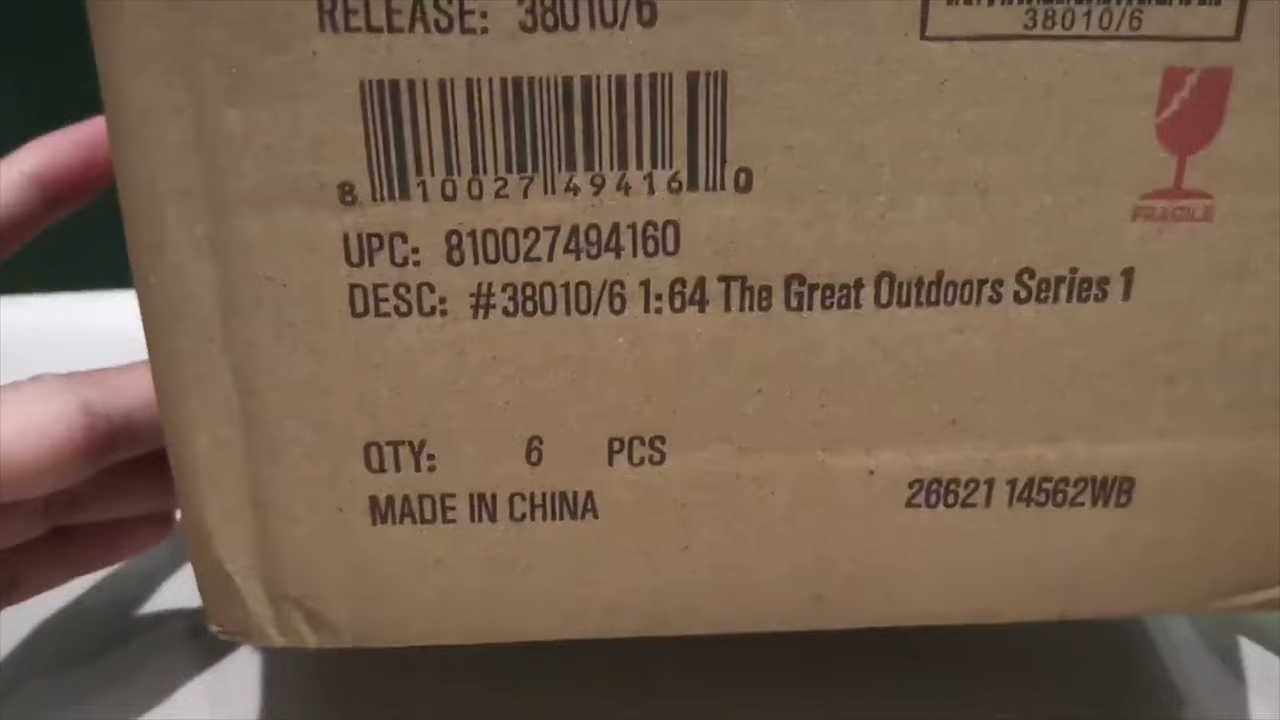 RELEASE: 38010/6
38010/6
8 10027 49416 0
FRAGILE
UPC: 810027494160
DESC: #38010/6 1:64 The Great Outdoors Series 1
QTY: 6 PCS
MADE IN CHINA
26621 14562WB